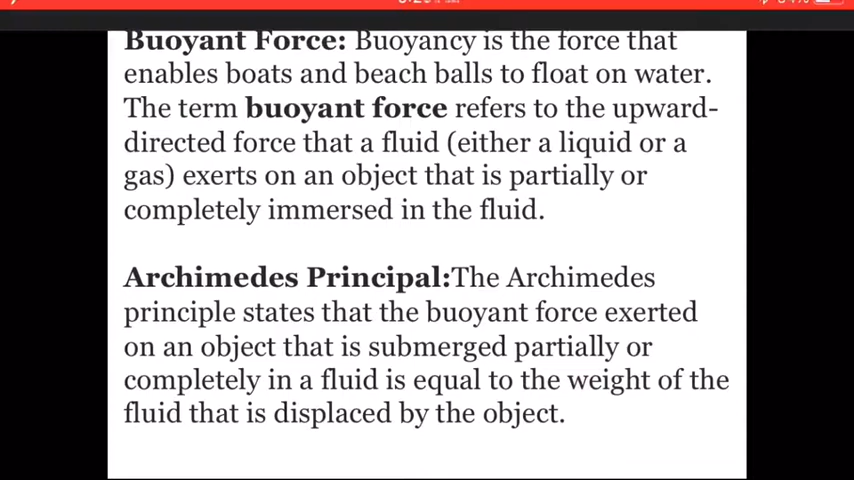 Buoyant Force: Buoyancy is the force that
enables boats and beach balls to float on water.
The term buoyant force refers to the upward-
directed force that a fluid (either a liquid or a
gas) exerts on an object that is partially or
completely immersed in the fluid.
Archimedes Principal:The Archimedes
principle states that the buoyant force exerted
on an object that is submerged partially or
completely in a fluid is equal to the weight of the
fluid that is displaced by the object.